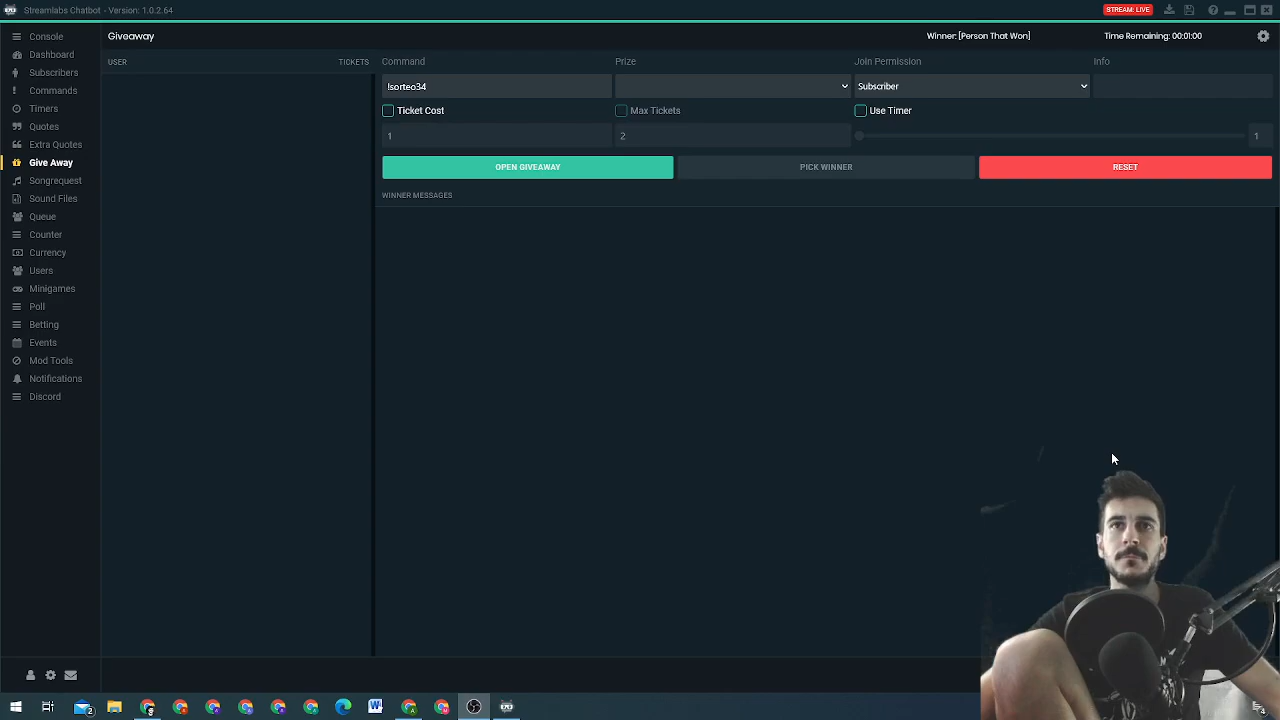 Streamlabs Chatbot - Version: 1.0.2.64
STREAM: LIVE
Console
Dashboard
Subscribers
Commands
Timers
Quotes
Extra Quotes
Give Away
Songrequest
Sound Files
Queue
Counter
Currency
Users
Minigames
Poll
Betting
Events
Mod Tools
Notifications
Discord
Giveaway
Winner: [Person That Won]
Time Remaining: 00:01:00
USER TICKETS
Command Prize Join Permission Info
!sorteo34 Subscriber
Ticket Cost Max Tickets Use Timer
1 2 1
OPEN GIVEAWAY PICK WINNER RESET
WINNER MESSAGES